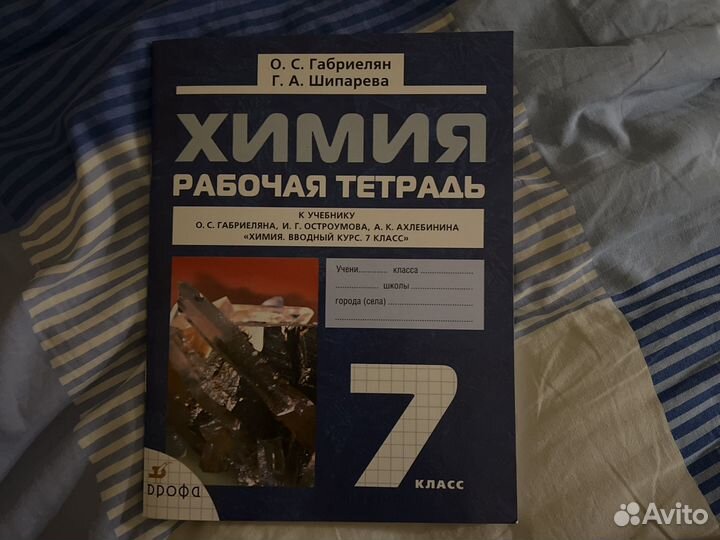 О. С. Габриелян
Г. А. Шипарева
ХИМИЯ
РАБОЧАЯ ТЕТРАДЬ
К УЧЕБНИКУ
О. С. ГАБРИЕЛЯНА, И. Г. ОСТРОУМОВА, А. К. АХЛЕБИНИНА
«ХИМИЯ. ВВОДНЫЙ КУРС. 7 КЛАСС»
Учени.............. класса ......................
.................. школы ..........................
города (села) ..................................
7
КЛАСС
ДРОФА
Avito